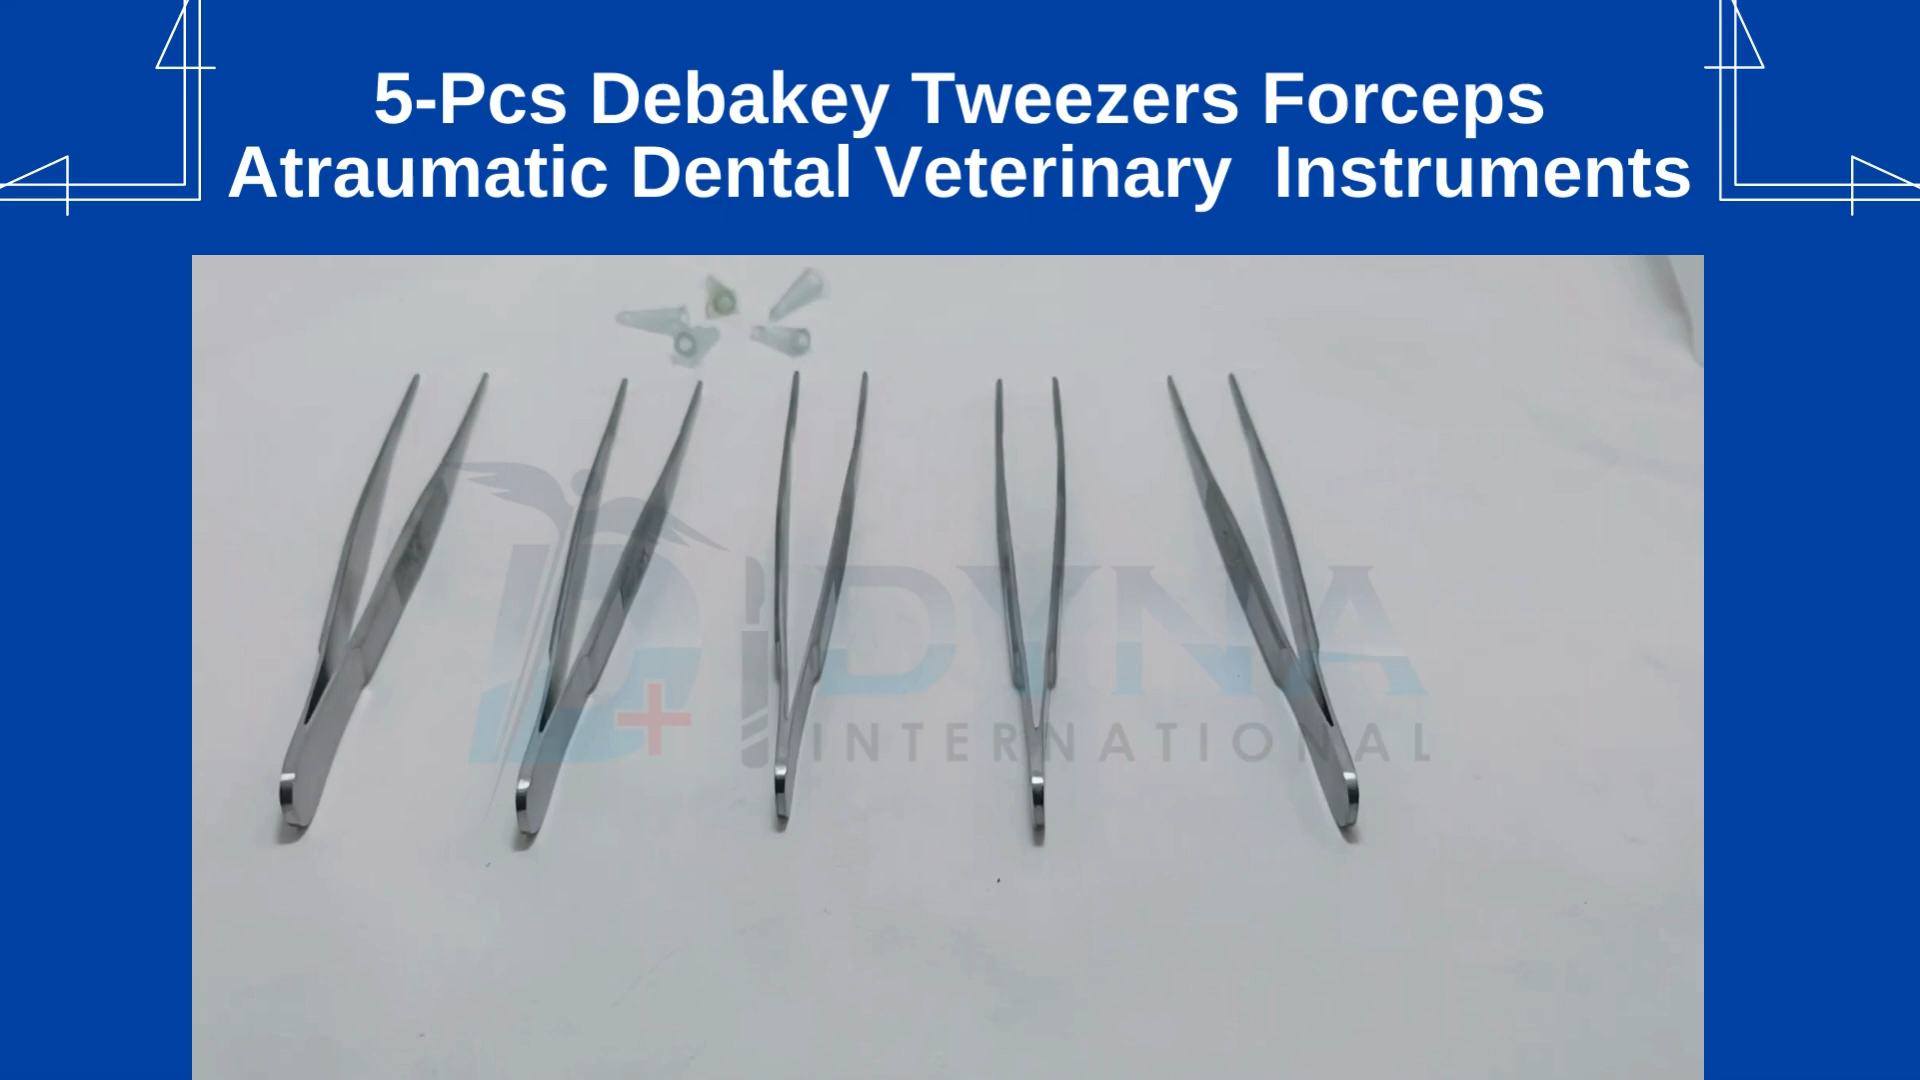 5-Pcs Debakey Tweezers Forceps
Atraumatic Dental Veterinary  Instruments
DYNA
INTERNATIONAL